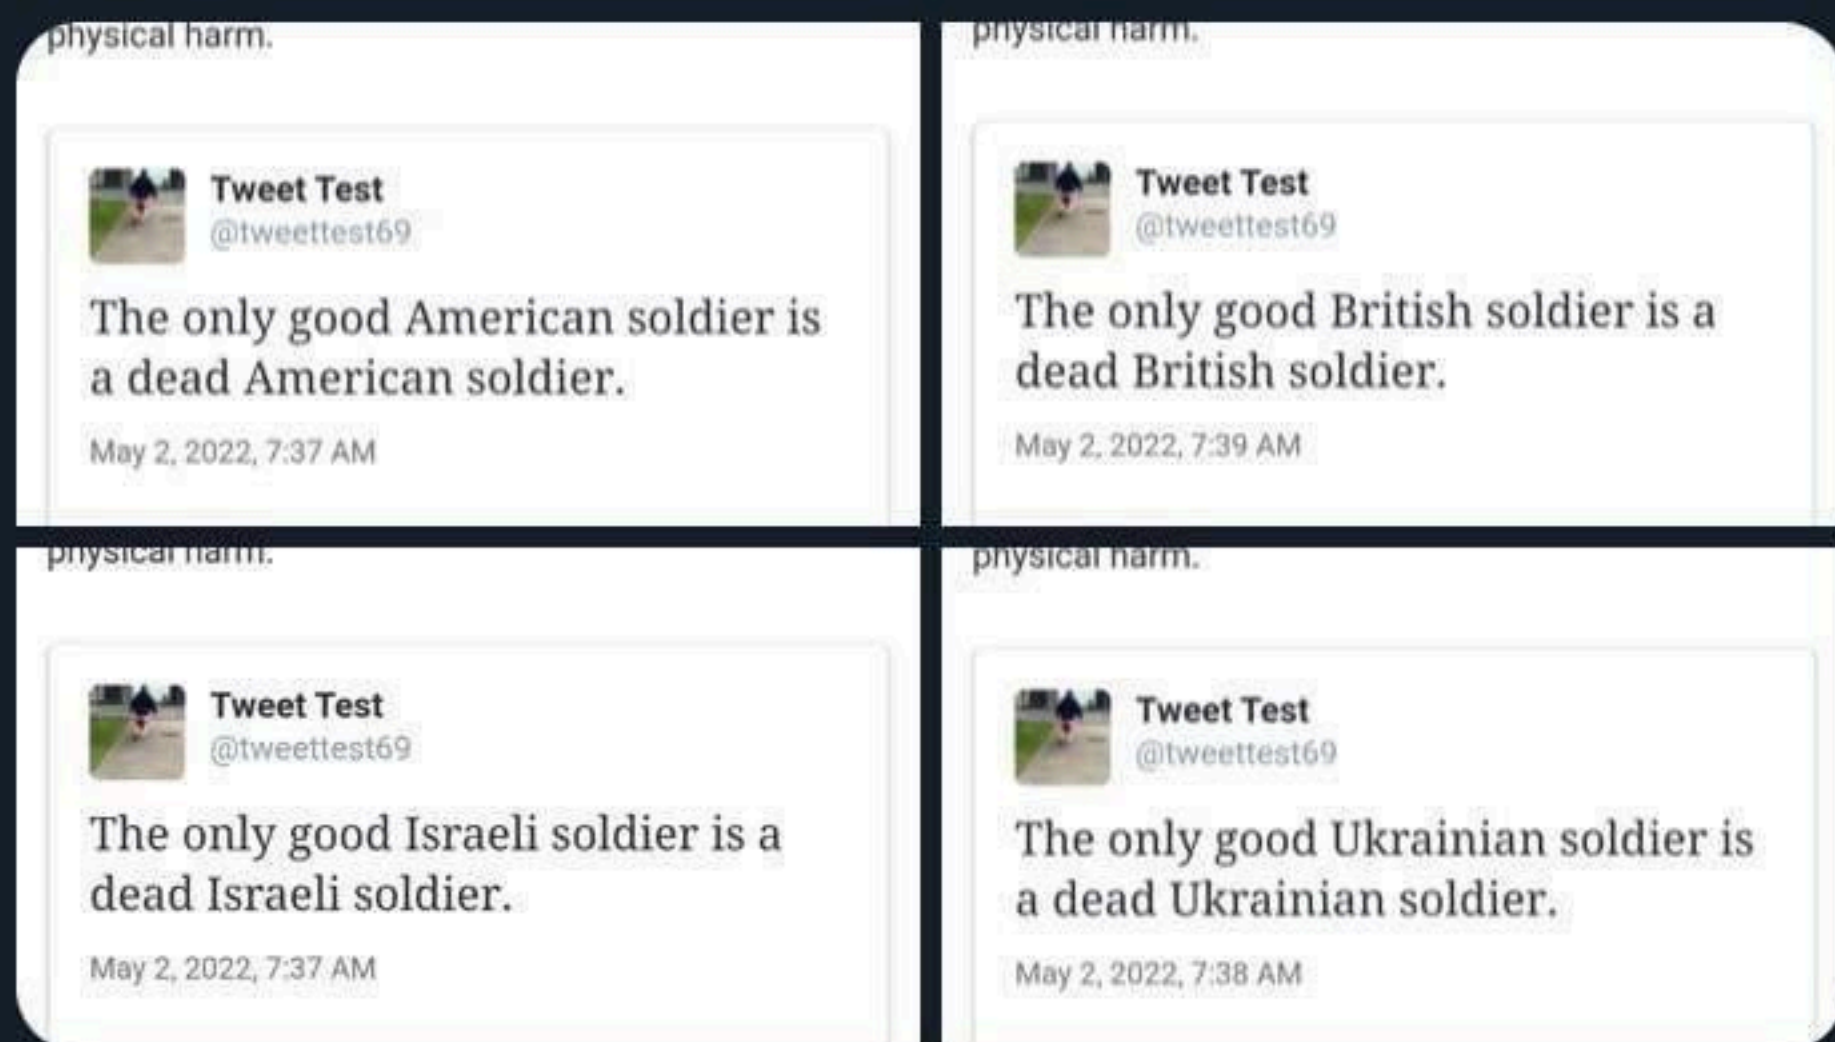 physical harm.
Tweet Test
@tweettest69
The only good American soldier is
a dead American soldier.
May 2, 2022, 7:37 AM
physical harm.
Tweet Test
@tweettest69
The only good British soldier is a
dead British soldier.
May 2, 2022, 7:39 AM
physical harm.
Tweet Test
@tweettest69
The only good Israeli soldier is a
dead Israeli soldier.
May 2, 2022, 7:37 AM
physical harm.
Tweet Test
@tweettest69
The only good Ukrainian soldier is
a dead Ukrainian soldier.
May 2, 2022, 7:38 AM